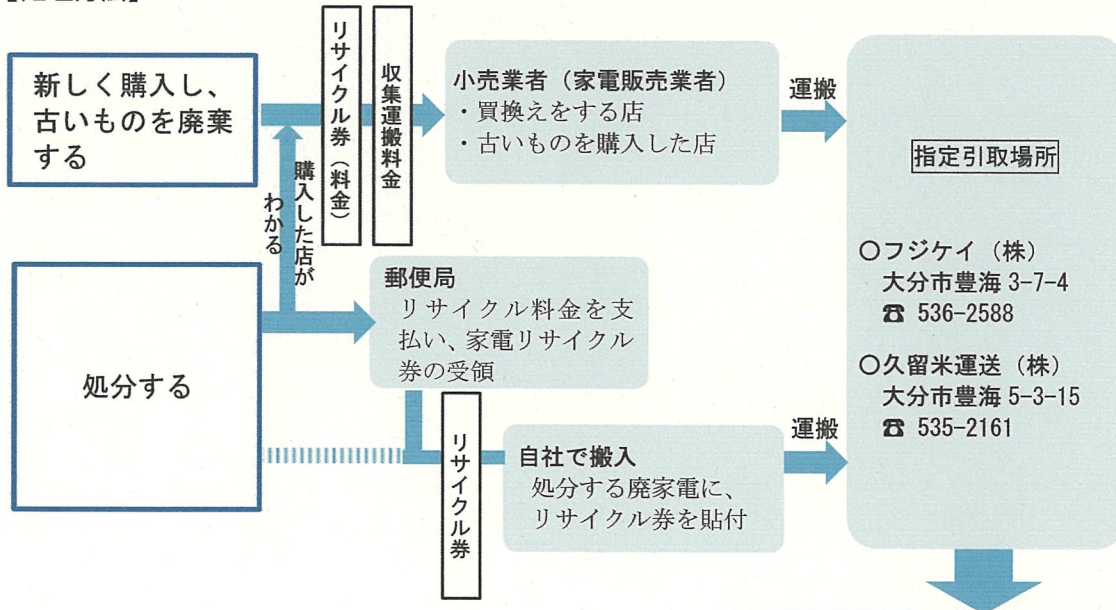 新しく購入し、
古いものを廃棄
する
リサイクル券（料金）
収集運搬料金
小売業者（家電販売業者）
・買換えをする店
・古いものを購入した店
運搬
購入した店が
わかる
処分する
郵便局
リサイクル料金を支
払い、家電リサイクル
券の受領
リサイクル券
自社で搬入
処分する廃家電に、
リサイクル券を貼付
運搬
指定引取場所
○フジケイ（株）
大分市豊海 3-7-4
☎ 536-2588
○久留米運送（株）
大分市豊海 5-3-15
☎ 535-2161